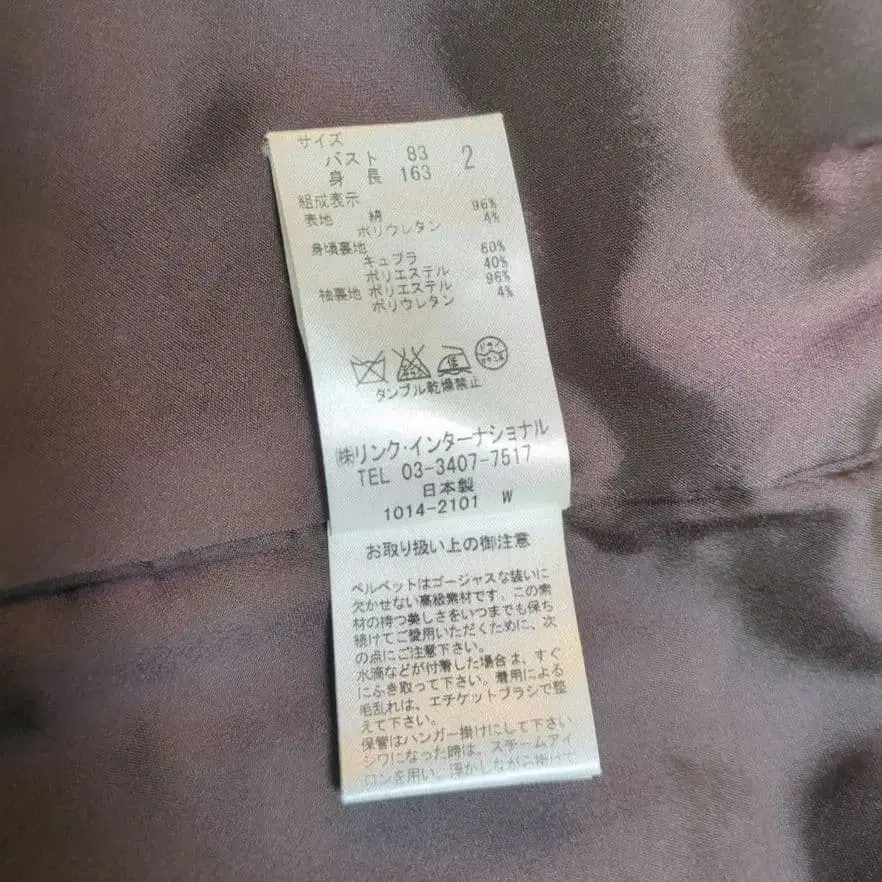 サイズ
バスト 83 2
身長 163
組成表示
表地 綿 96%
ポリウレタン 4%
身頃裏地
キュプラ 60%
ポリエステル 40%
袖裏地 ポリエステル 96%
ポリウレタン 4%
低 ドライ セキユ系
タンブル乾燥禁止
㈱リンク・インターナショナル
TEL 03-3407-7517
日本製
1014-2101 W
お取り扱い上の御注意
ベルベットはゴージャスな装いに
欠かせない高級素材です。この素
材の持つ美しさをいつまでも保ち
続けてご愛用いただくために、次
の点にご注意下さい。
水滴などが付着した場合は、すぐ
にふき取って下さい。着用による
毛乱れは、エチケットブラシで整
えて下さい。
保管はハンガー掛けにして下さい
シワになった時は、スチームアイ
ロンを用い、浮かしながら掛けて